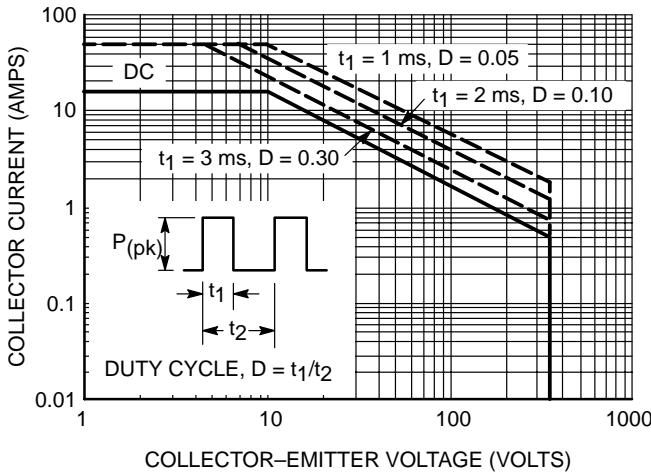 COLLECTOR CURRENT (AMPS)
100
10
1
0.1
0.01
DC
t1 = 1 ms, D = 0.05
t1 = 2 ms, D = 0.10
t1 = 3 ms, D = 0.30
P(pk)
t1
t2
DUTY CYCLE, D = t1/t2
1
10
100
1000
COLLECTOR–EMITTER VOLTAGE (VOLTS)